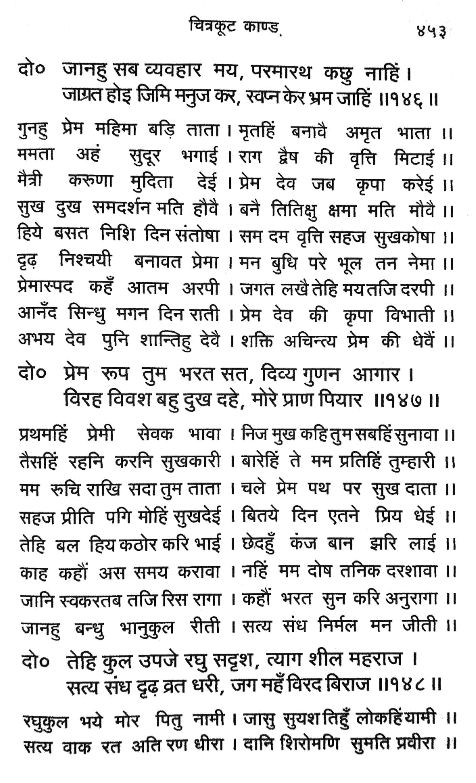 चित्रकूट काण्ड
४५३
दो० जानहु सब व्यवहार मय, परमारथ कछु नाहिं ।
जाग्रत होइ जिमि मनुज कर, स्वप्न केर भ्रम जाहिं ॥१४६॥
गुनहु प्रेम महिमा बड़ि ताता । मृतहिं बनावै अमृत भाता ॥
ममता अहं सुदूर भगाई । राग द्वैष की वृत्ति मिटाई ॥
मैत्री करुणा मुदिता देई । प्रेम देव जब कृपा करेई ॥
सुख दुख समदर्शन मति हौवै । बनै तितिक्षु क्षमा मति मौवै ॥
हिये बसत निशि दिन संतोषा । सम दम वृत्ति सहज सुखकोषा ॥
दृढ़ निश्चयी बनावत प्रेमा । मन बुधि परे भूल तन नेमा ॥
प्रेमास्पद कहँ आतम अरपी । जगत लखै तेहि मय तजि दरपी ॥
आनँद सिन्धु मगन दिन राती । प्रेम देव की कृपा विभाती ॥
अभय देव पुनि शान्तिहु देवै । शक्ति अचिन्त्य प्रेम की धेवैं ॥
दो० प्रेम रूप तुम भरत सत, दिव्य गुणन आगार ।
विरह विवश बहु दुख दहे, मोरे प्राण पियार ॥१४७॥
प्रथमहिं प्रेमी सेवक भावा । निज मुख कहि तुम सबहिं सुनावा ॥
तैसहिं रहनि करनि सुखकारी । बारेहिं ते मम प्रतिहिं तुम्हारी ॥
मम रुचि राखि सदा तुम ताता । चले प्रेम पथ पर सुख दाता ॥
सहज प्रीति पगि मोहिं सुखदेई । बितये दिन एतने प्रिय धेई ॥
तेहि बल हिय कठोर करि भाई । छेदहुँ कंज बान झरि लाई ॥
काह कहौं अस समय करावा । नहिं मम दोष तनिक दरशावा ॥
जानि स्वकरतब तजि रिस रागा । कहौं भरत सुन करि अनुरागा ॥
जानहु बन्धु भानुकुल रीती । सत्य संध निर्मल मन जीती ॥
दो० तेहि कुल उपजे रघु सदृश, त्याग शील महराज ।
सत्य संध दृढ़ व्रत धरी, जग महँ विरद बिराज ॥१४८॥
रघुकुल भये मोर पितु नामी । जासु सुयश तिहुँ लोकहिं यामी ॥
सत्य वाक रत अति रण धीरा । दानि शिरोमणि सुमति प्रवीरा ॥